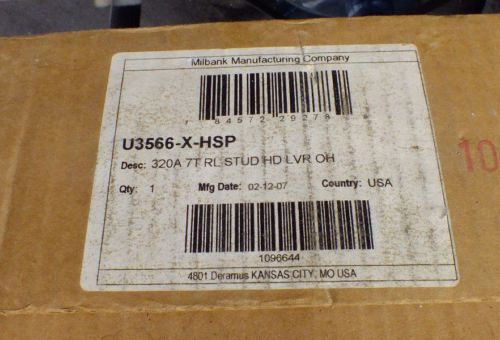 Milbank Manufacturing Company
7 84572 29278
U3566-X-HSP
Desc: 320A 7T RL STUD HD LVR OH
Qty: 1 Mfg Date: 02-12-07 Country: USA
1096644
4801 Deramus KANSAS CITY, MO USA
10